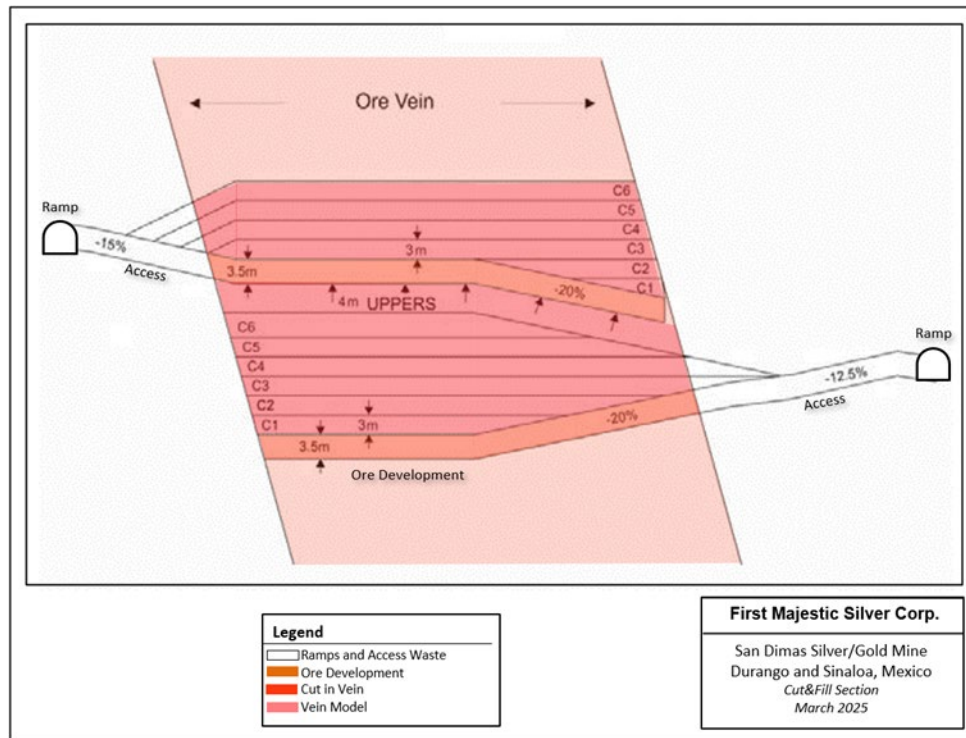 Ore Vein
Ramp
-15%
Access
C6
C5
C4
C3
C2
C1
3m
3.5m
-20%
4m
UPPERS
C6
C5
C4
C3
C2
C1
3m
3.5m
-20%
Ore Development
Ramp
-12.5%
Access
Legend
Ramps and Access Waste
Ore Development
Cut in Vein
Vein Model
First Majestic Silver Corp.
San Dimas Silver/Gold Mine
Durango and Sinaloa, Mexico
Cut&Fill Section
March 2025